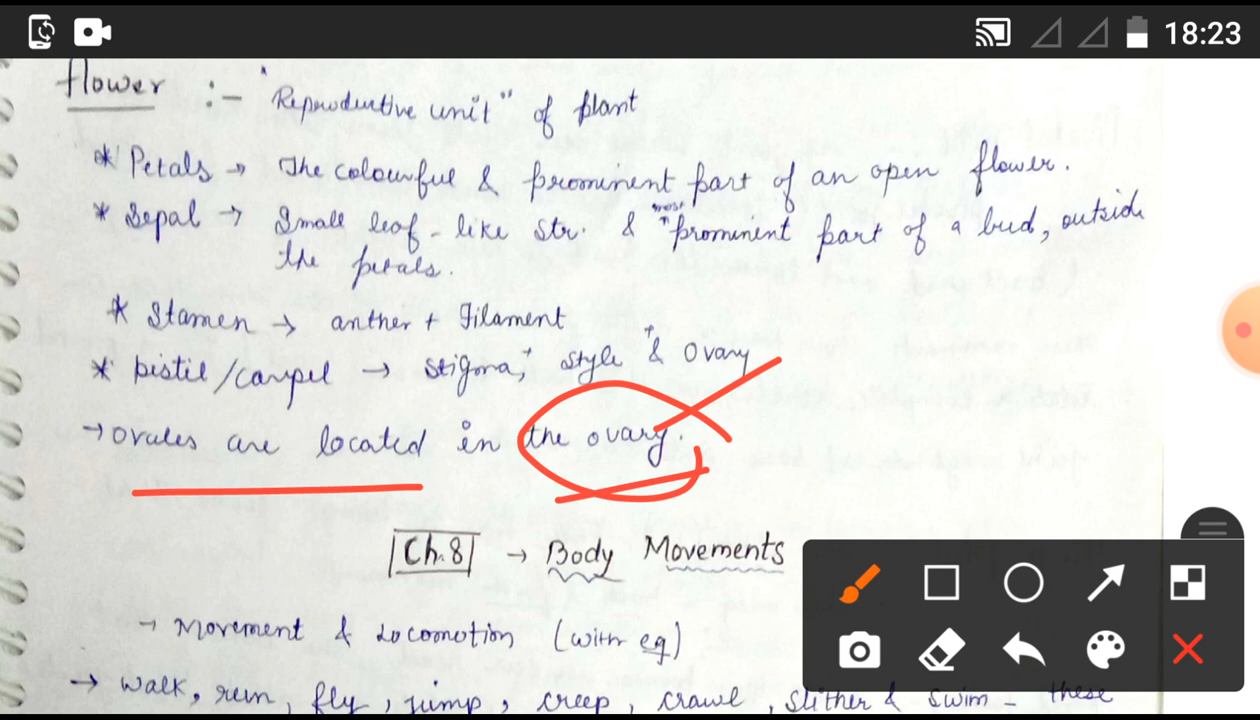 18:23
flower :- "Reproductive unit" of plant
* Petals → The colourful & prominent part of an open flower.
* Sepal → Small leaf-like str. & most prominent part of a bud, outside
the petals.
* Stamen → anther + Filament
* pistil/carpel → stigma, + style + & ovary
→ ovules are located in the ovary.
Ch.8 → Body Movements
→ Movement & Locomotion (with eg)
→ walk, run, fly, jump, creep, crawl, slither & swim - these